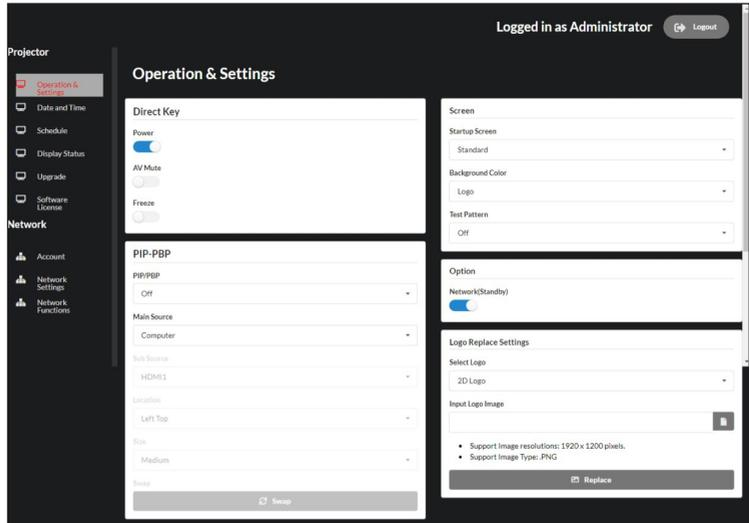 Logged in as Administrator
Logout
Projector
Operation &
Settings
Date and Time
Schedule
Display Status
Upgrade
Software
License
Network
Account
Network
Settings
Network
Functions
Operation & Settings
Direct Key
Power
AV Mute
Freeze
PIP-PBP
PIP/PBP
Off
Main Source
Computer
Sub Source
HDMI1
Location
Left Top
Size
Medium
Swap
Swap
Screen
Startup Screen
Standard
Background Color
Logo
Test Pattern
Off
Option
Network(Standby)
Logo Replace Settings
Select Logo
2D Logo
Input Logo Image
Support Image resolutions: 1920 x 1200 pixels.
Support Image Type: .PNG
Replace